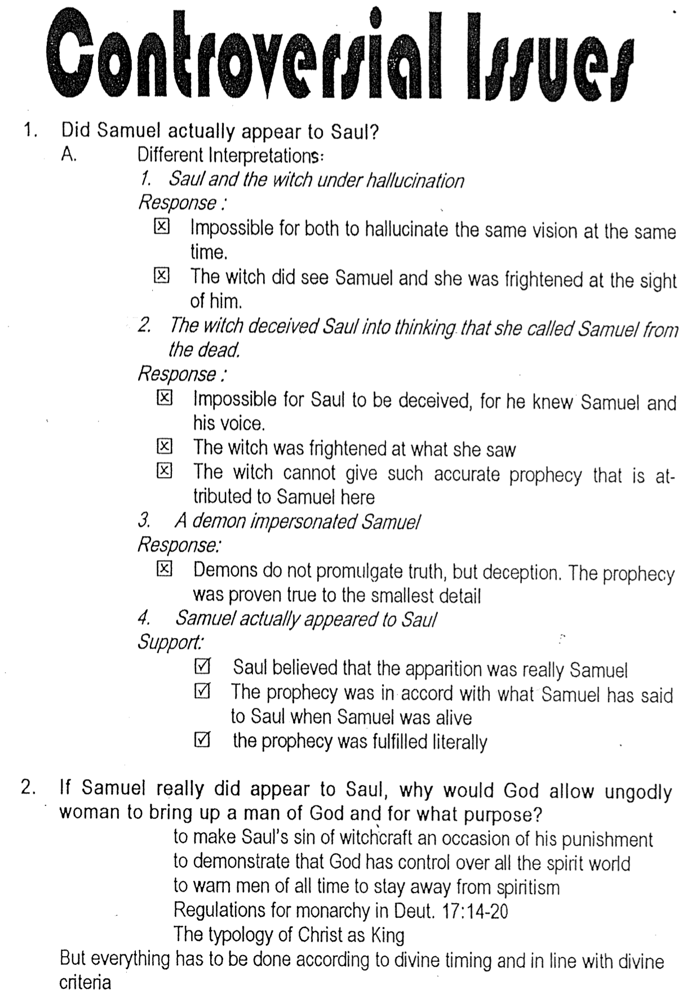 Controversial Issues
1. Did Samuel actually appear to Saul?
A. Different Interpretations:
1. Saul and the witch under hallucination
Response :
☒ Impossible for both to hallucinate the same vision at the same
time.
☒ The witch did see Samuel and she was frightened at the sight
of him.
2. The witch deceived Saul into thinking that she called Samuel from
the dead.
Response :
☒ Impossible for Saul to be deceived, for he knew Samuel and
his voice.
☒ The witch was frightened at what she saw
☒ The witch cannot give such accurate prophecy that is at-
tributed to Samuel here
3. A demon impersonated Samuel
Response:
☒ Demons do not promulgate truth, but deception. The prophecy
was proven true to the smallest detail
4. Samuel actually appeared to Saul
Support:
☑ Saul believed that the apparition was really Samuel
☑ The prophecy was in accord with what Samuel has said
to Saul when Samuel was alive
☑ the prophecy was fulfilled literally
2. If Samuel really did appear to Saul, why would God allow ungodly
woman to bring up a man of God and for what purpose?
to make Saul's sin of witchcraft an occasion of his punishment
to demonstrate that God has control over all the spirit world
to warn men of all time to stay away from spiritism
Regulations for monarchy in Deut. 17:14-20
The typology of Christ as King
But everything has to be done according to divine timing and in line with divine
criteria